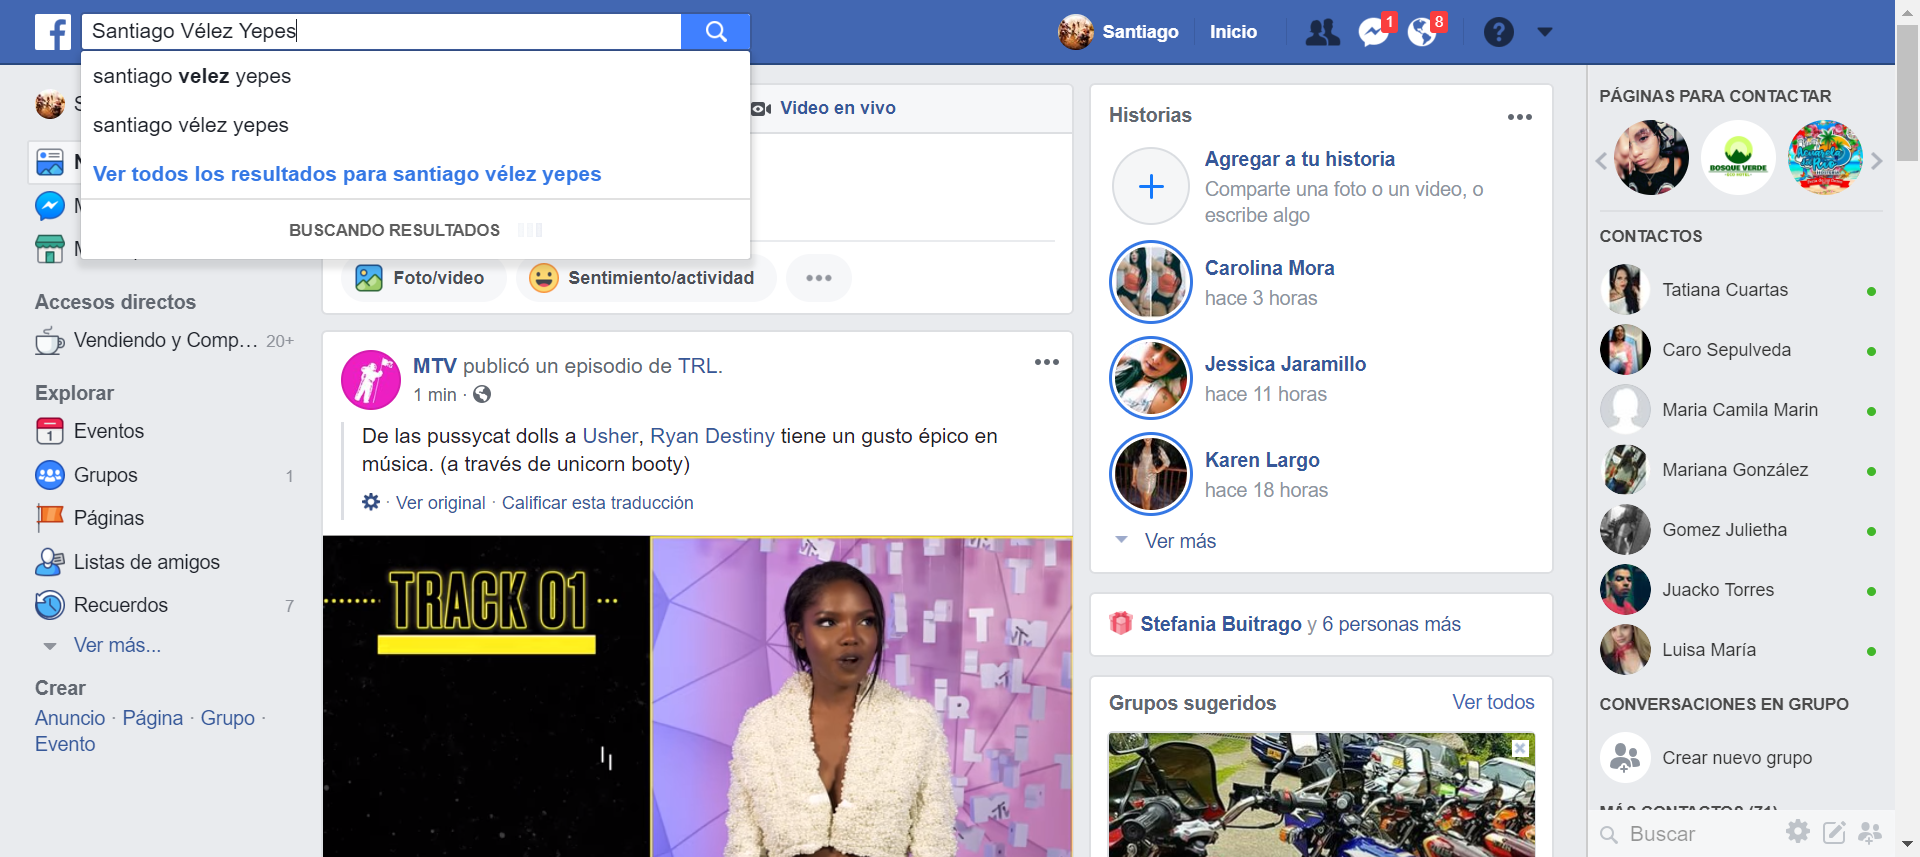 Santiago Vélez Yepes
Santiago
Inicio
1
8
santiago velez yepes
santiago vélez yepes
Ver todos los resultados para santiago vélez yepes
BUSCANDO RESULTADOS
Accesos directos
Vendiendo y Comp... 20+
Explorar
1
Eventos
Grupos 1
Páginas
Listas de amigos
Recuerdos 7
Ver más...
Crear
Anuncio · Página · Grupo ·
Evento
Video en vivo
Foto/video
Sentimiento/actividad
MTV publicó un episodio de TRL.
1 min ·
De las pussycat dolls a Usher, Ryan Destiny tiene un gusto épico en
música. (a través de unicorn booty)
· Ver original · Calificar esta traducción
TRACK 01
Historias
Agregar a tu historia
Comparte una foto o un video, o
escribe algo
Carolina Mora
hace 3 horas
Jessica Jaramillo
hace 11 horas
Karen Largo
hace 18 horas
Ver más
Stefania Buitrago y 6 personas más
Grupos sugeridos
Ver todos
PÁGINAS PARA CONTACTAR
BOSQUE VERDE
CONTACTOS
Tatiana Cuartas
Caro Sepulveda
Maria Camila Marin
Mariana González
Gomez Julietha
Juacko Torres
Luisa María
CONVERSACIONES EN GRUPO
Crear nuevo grupo
MÁS CONTACTOS (71)
Buscar